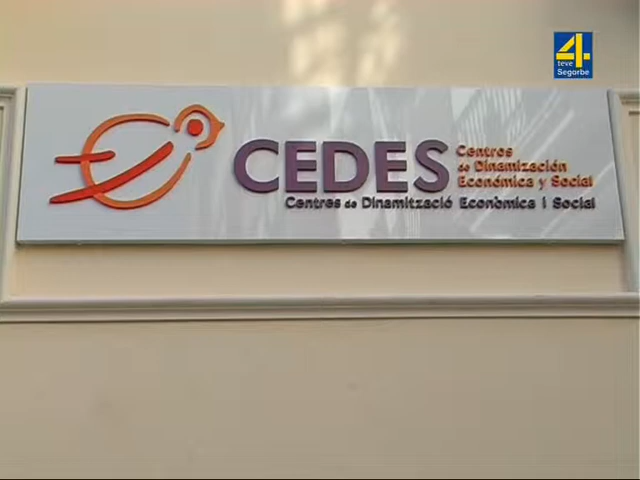 4
teve
Segorbe
CEDES
Centros
de Dinamización
Económica y Social
Centres de Dinamització Econòmica i Social